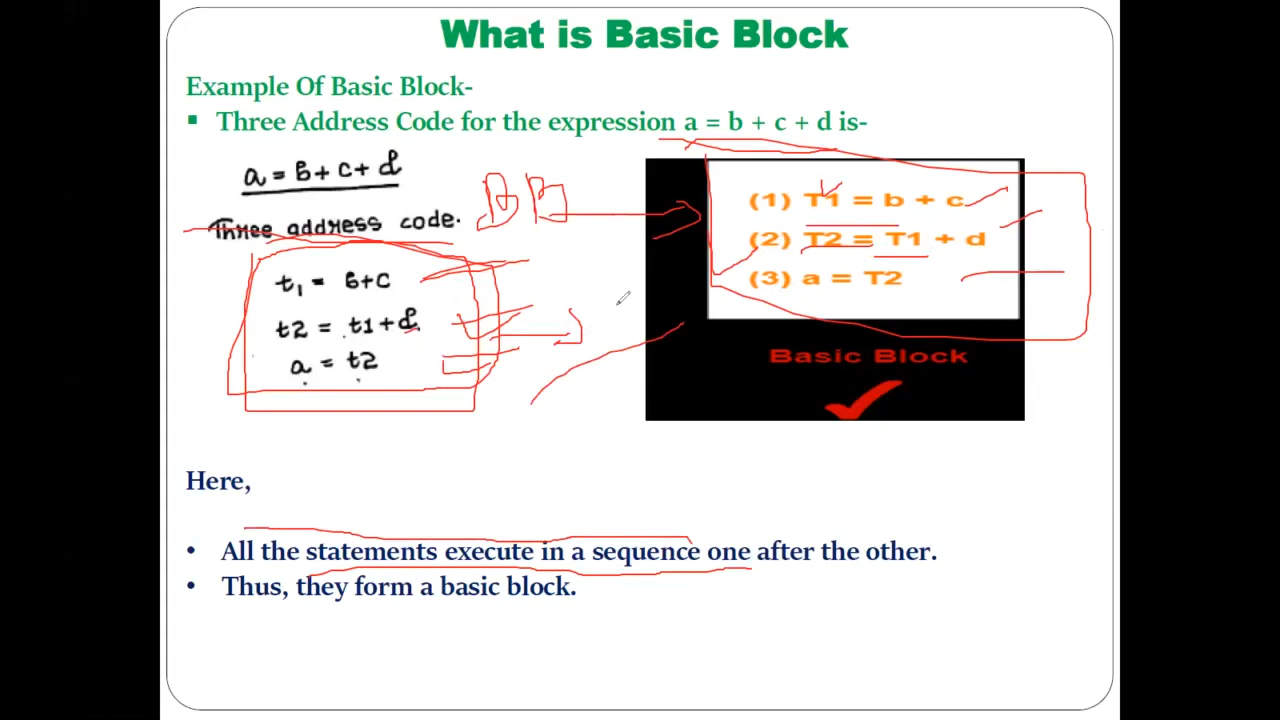 What is Basic Block
Example Of Basic Block-
▪ Three Address Code for the expression a = b + c + d is-
a = b + c + d
Three address code.
t1 = b+c
t2 = t1+d.
a = t2
BB
(1) T1 = b + c
(2) T2 = T1 + d
(3) a = T2
Basic Block
Here,
• All the statements execute in a sequence one after the other.
• Thus, they form a basic block.